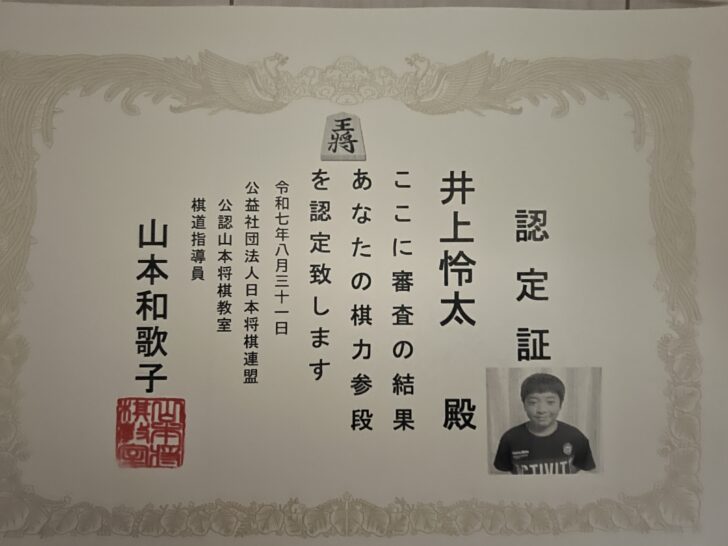 認定証
井上怜太 殿
ここに審査の結果
あなたの棋力参段
を認定致します
令和七年八月三十一日
公益社団法人日本将棋連盟
公認山本将棋教室
棋道指導員
山本和歌子
王將
ACTIVIT